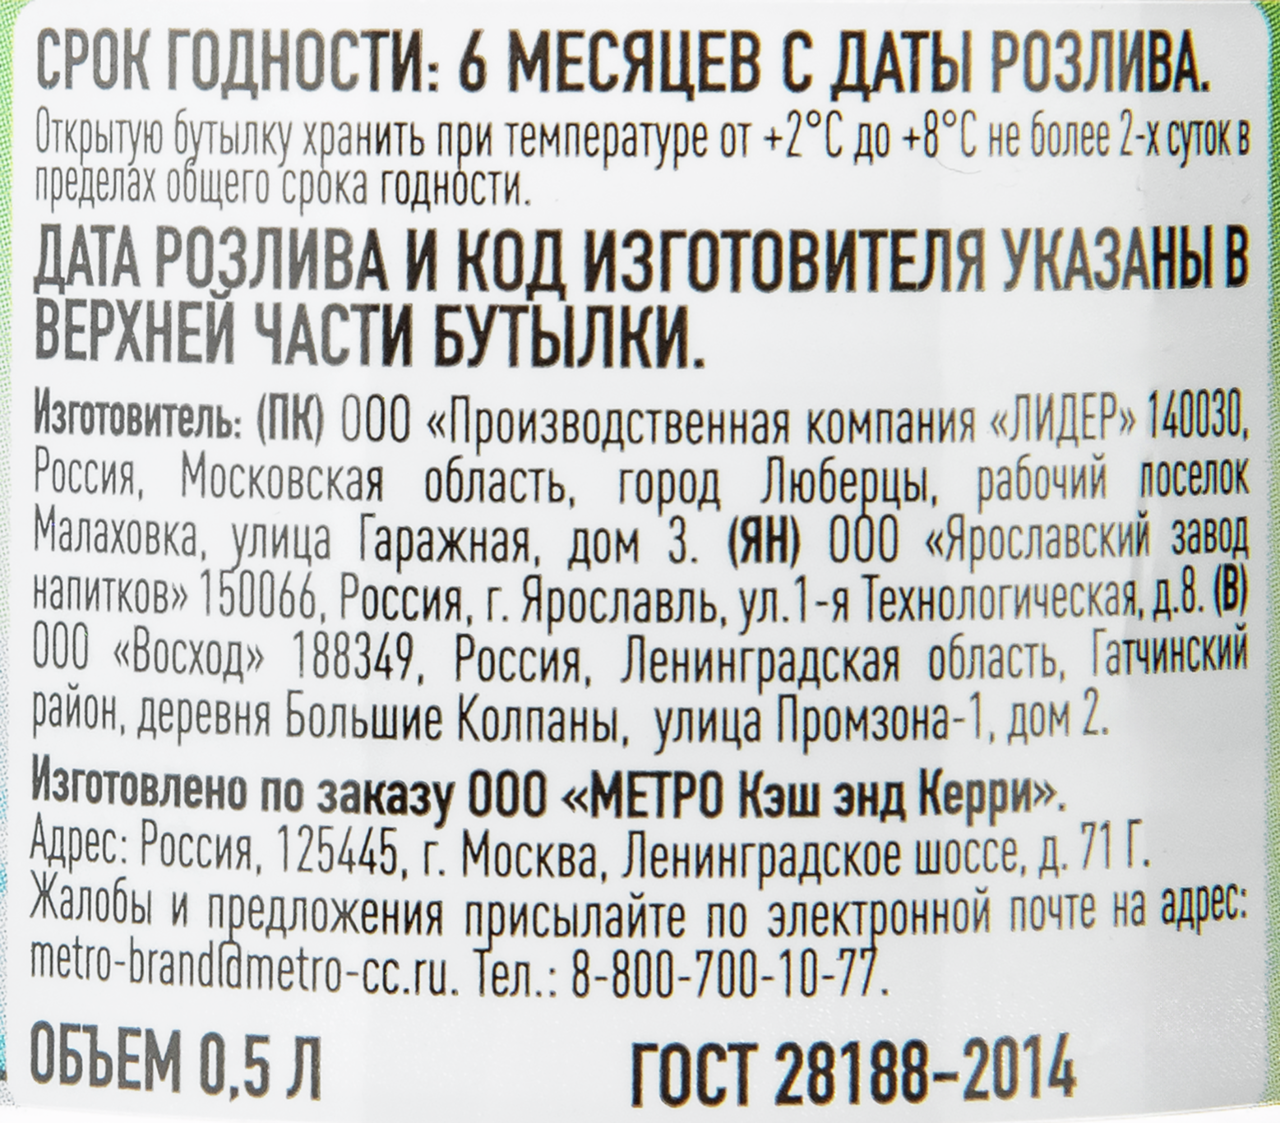 СРОК ГОДНОСТИ: 6 МЕСЯЦЕВ С ДАТЫ РОЗЛИВА.
Открытую бутылку хранить при температуре от +2°С до +8°С не более 2-х суток в
пределах общего срока годности.
ДАТА РОЗЛИВА И КОД ИЗГОТОВИТЕЛЯ УКАЗАНЫ В
ВЕРХНЕЙ ЧАСТИ БУТЫЛКИ.
Изготовитель: (ПК) ООО «Производственная компания «ЛИДЕР» 140030,
Россия, Московская область, город Люберцы, рабочий поселок
Малаховка, улица Гаражная, дом 3. (ЯН) ООО «Ярославский завод
напитков» 150066, Россия, г. Ярославль, ул.1-я Технологическая, д.8. (В)
ООО «Восход» 188349, Россия, Ленинградская область, Гатчинский
район, деревня Большие Колпаны, улица Промзона-1, дом 2.
Изготовлено по заказу ООО «МЕТРО Кэш энд Керри».
Адрес: Россия, 125445, г. Москва, Ленинградское шоссе, д. 71 Г.
Жалобы и предложения присылайте по электронной почте на адрес:
metro-brand@metro-cc.ru. Тел.: 8-800-700-10-77.
ОБЪЕМ 0,5 Л ГОСТ 28188-2014